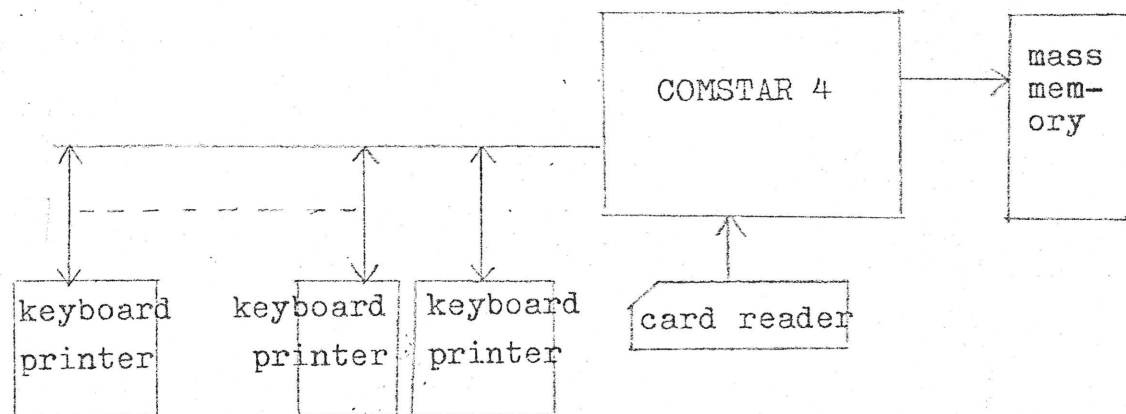 COMSTAR 4
mass
mem-
ory
keyboard
printer
keyboard
printer
keyboard
printer
card reader